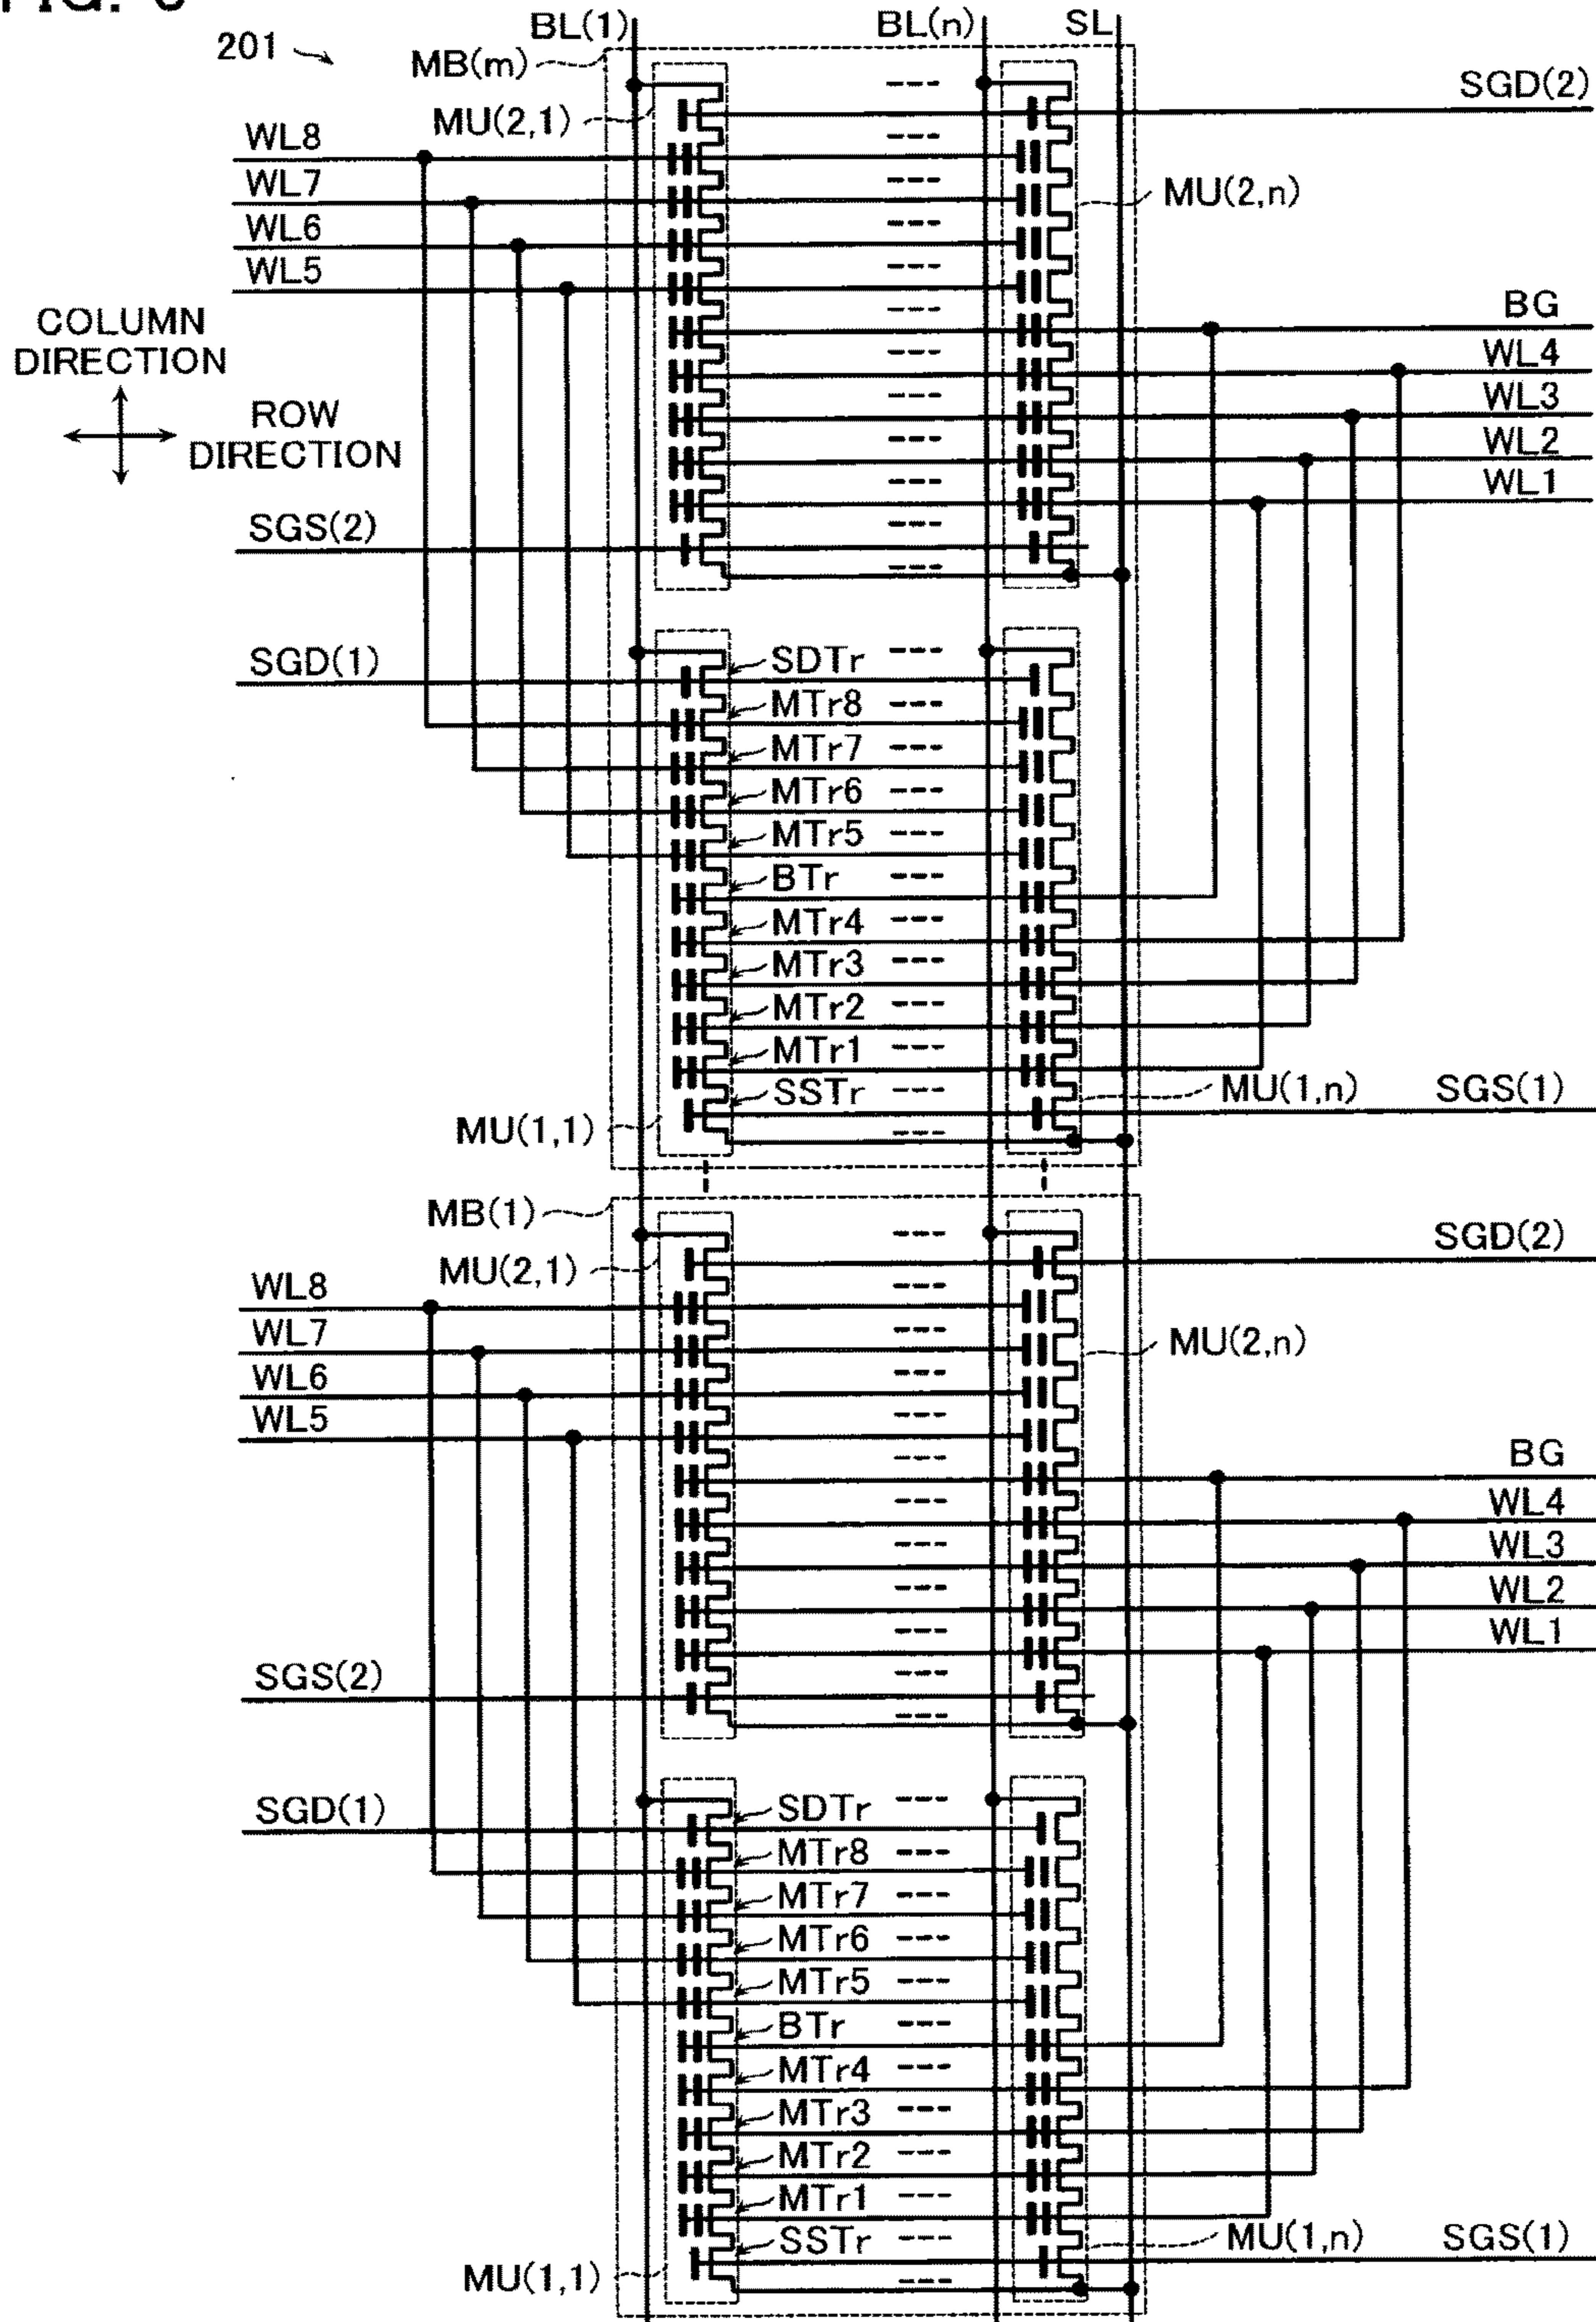 BL(1) BL(n) SL
201 MB(m)
SGD(2)
MU(2,1)
WL8
WL7
MU(2,n)
WL6
WL5
BG
COLUMN
DIRECTION
WL4
WL3
ROW
DIRECTION
WL2
WL1
SGS(2)
SGD(1) SDTr
MTr8
MTr7
MTr6
MTr5
BTr
MTr4
MTr3
MTr2
MTr1
SSTr MU(1,n) SGS(1)
MU(1,1)
MB(1)
SGD(2)
MU(2,1)
WL8
WL7 MU(2,n)
WL6
WL5
BG
WL4
WL3
WL2
WL1
SGS(2)
SGD(1) SDTr
MTr8
MTr7
MTr6
MTr5
BTr
MTr4
MTr3
MTr2
MTr1
SSTr MU(1,n) SGS(1)
MU(1,1)